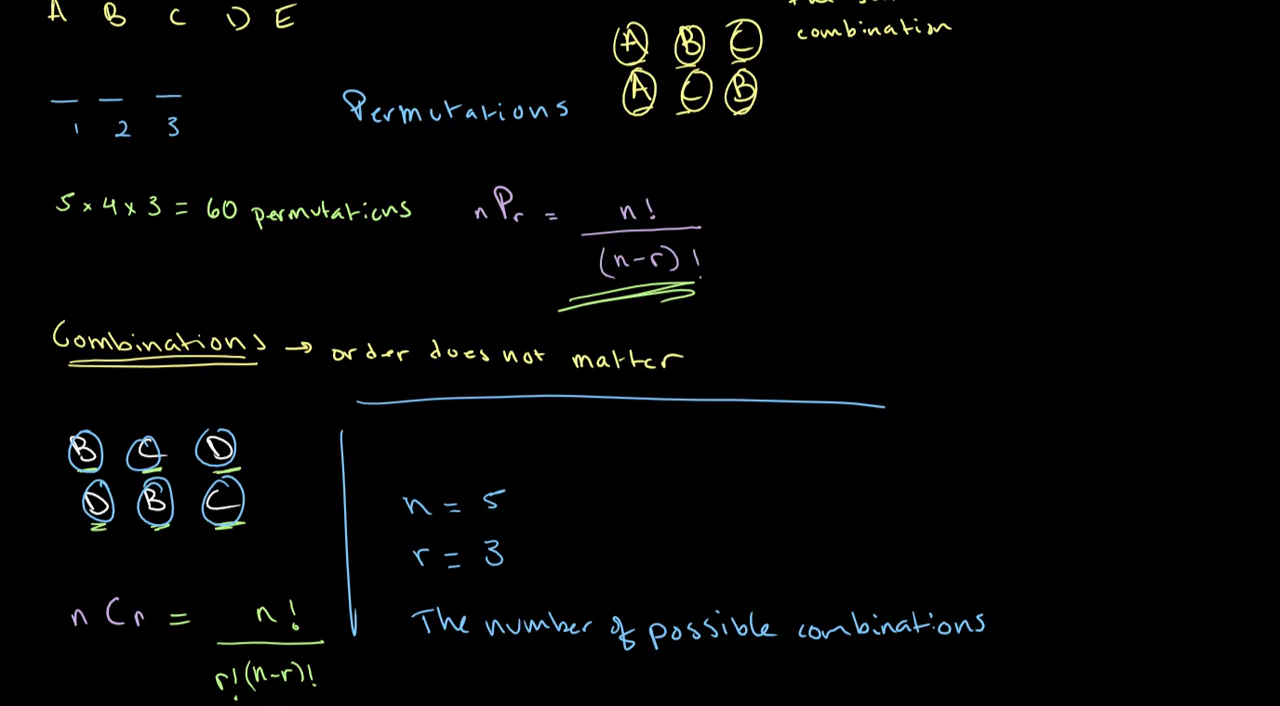 A B C D E
combination
A B C
A C B
1 2 3
Permutations
5 x 4 x 3 = 60 permutations
nPr = n! / (n-r)!
Combinations → order does not matter
B C D
D B C
n = 5
r = 3
nCr = n! / r!(n-r)!
The number of possible combinations